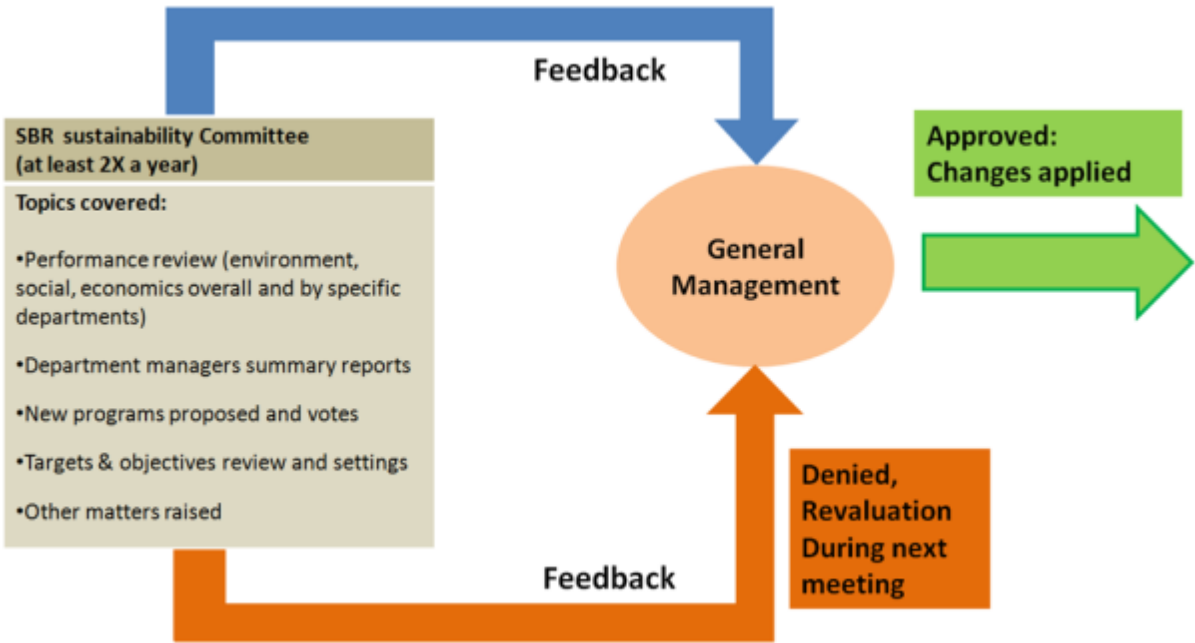 Feedback
SBR sustainability Committee
(at least 2X a year)
Topics covered:
•Performance review (environment,
social, economics overall and by specific
departments)
•Department managers summary reports
•New programs proposed and votes
•Targets & objectives review and settings
•Other matters raised
General
Management
Approved:
Changes applied
Denied,
Revaluation
During next
meeting
Feedback